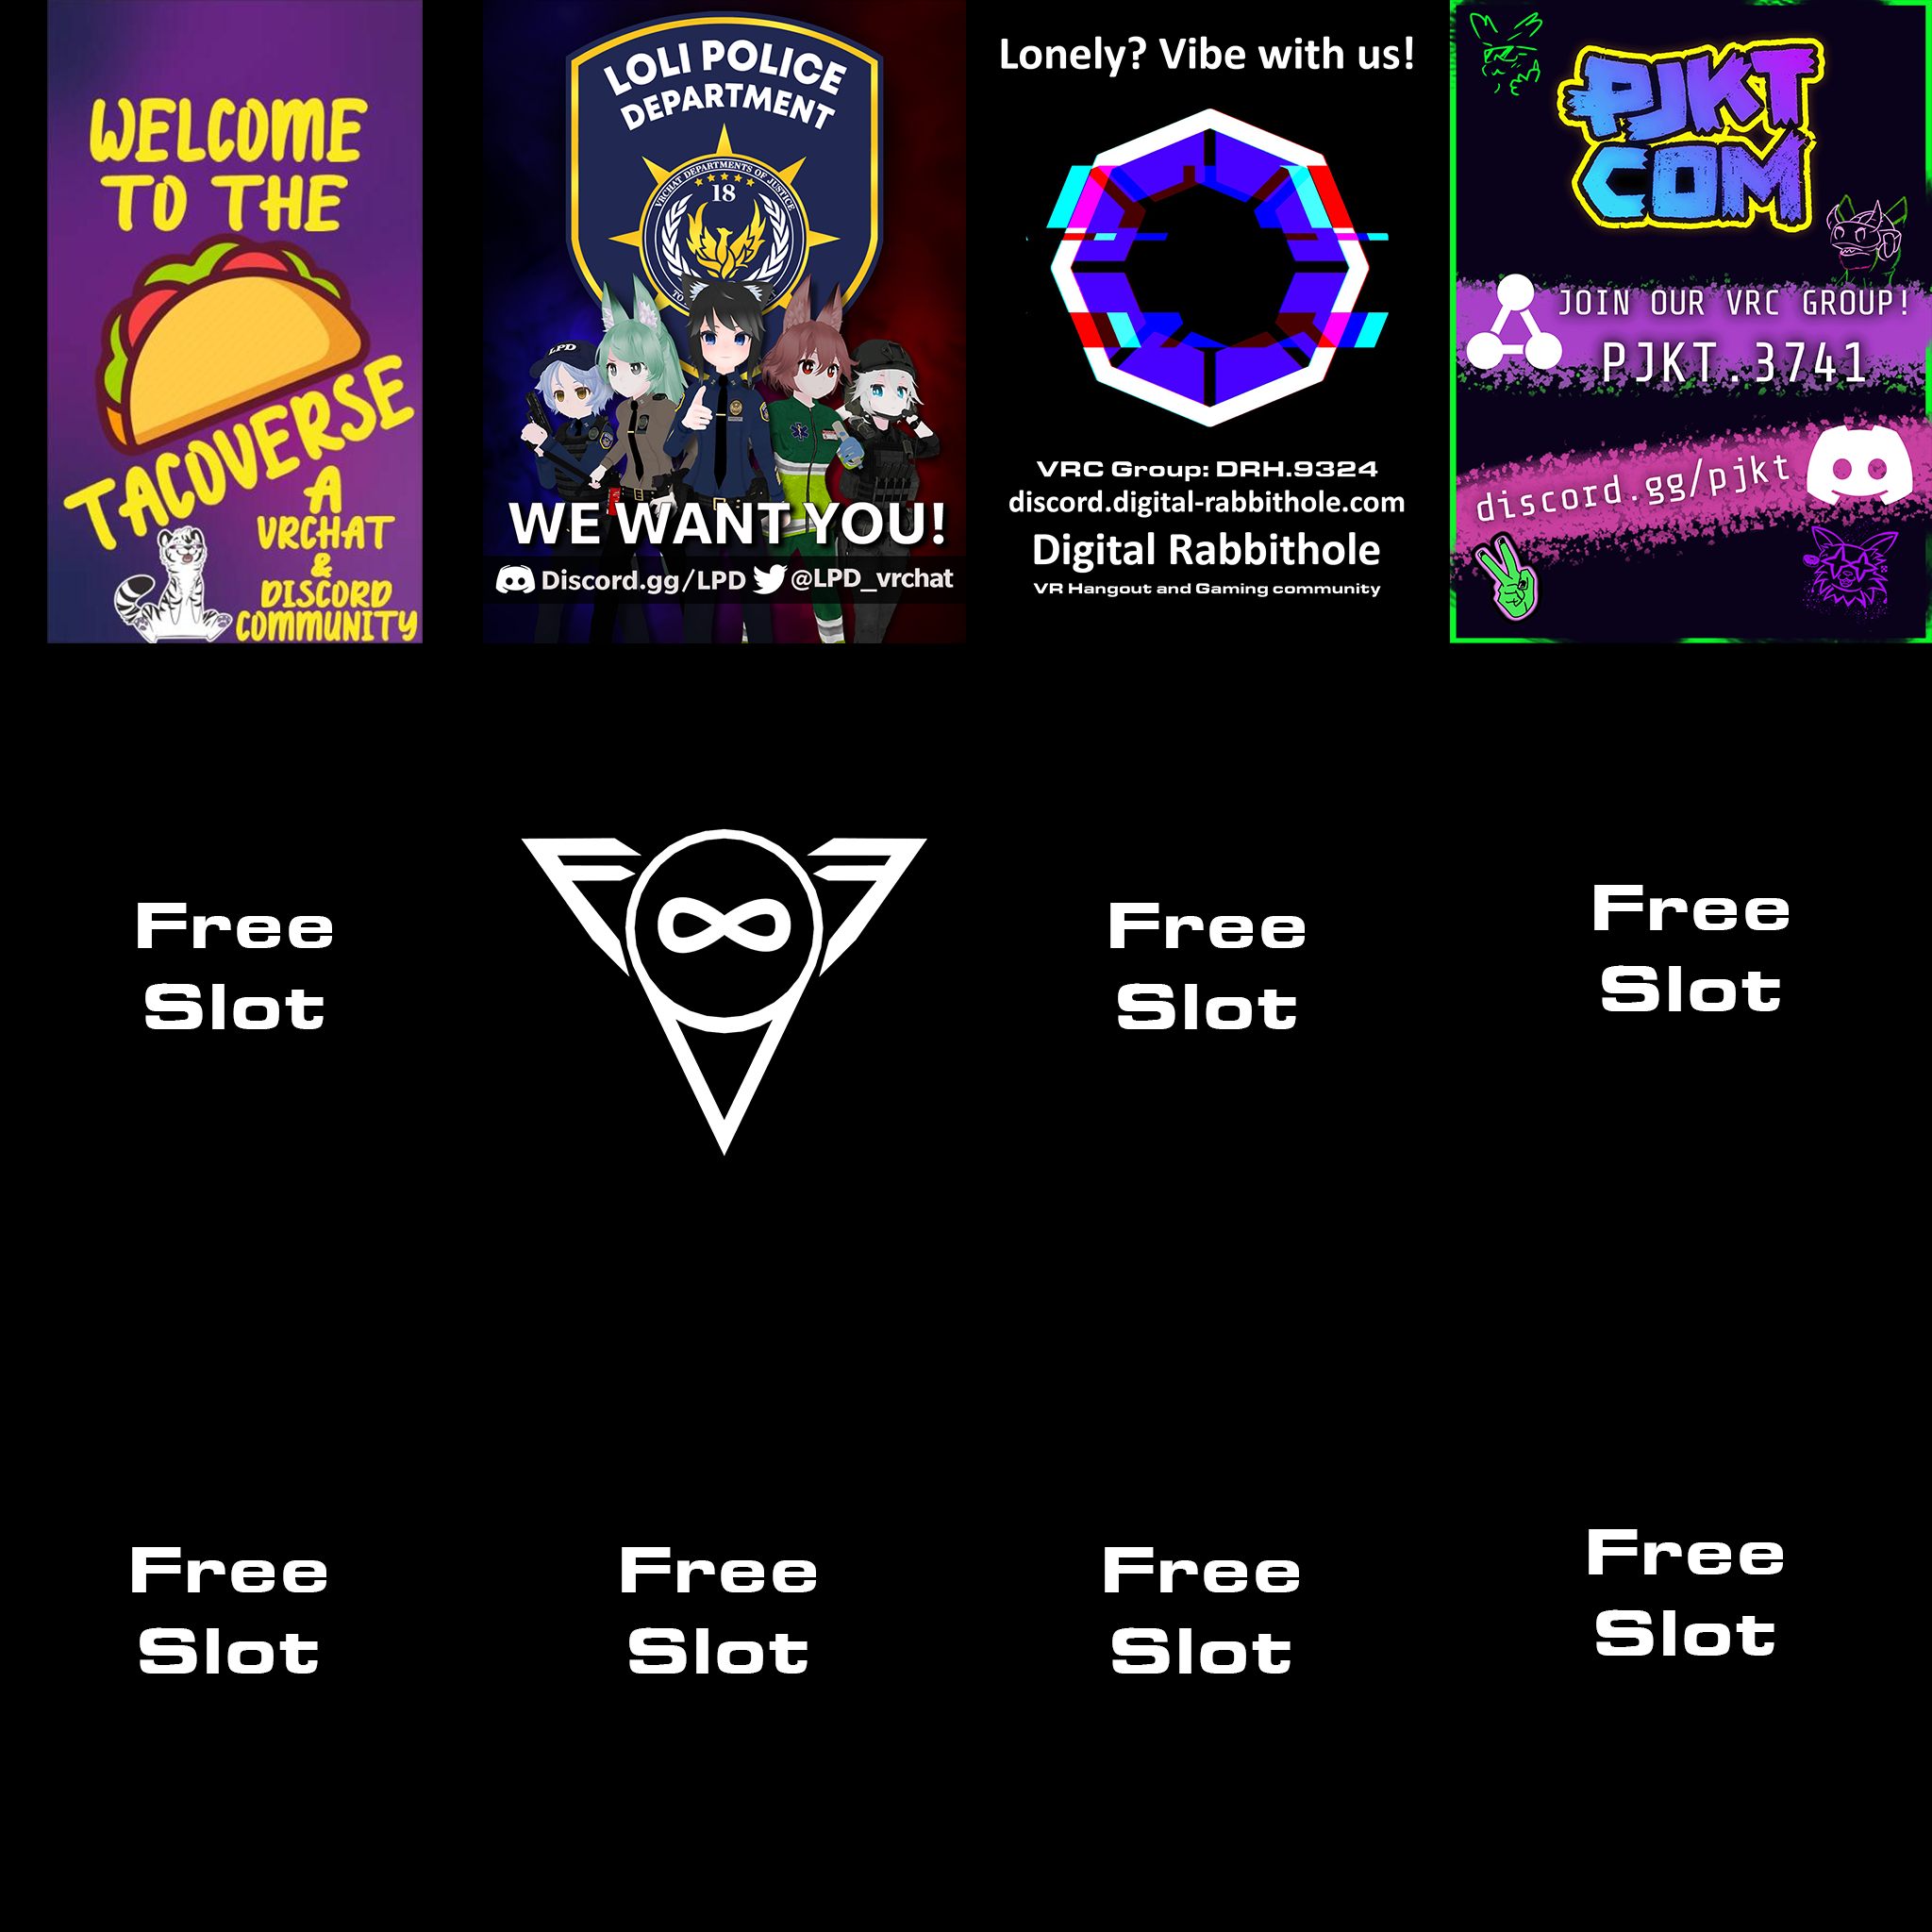 WELCOME
TO THE
TACOVERSE
A
VRCHAT
&
DISCORD
COMMUNITY
LOLI POLICE
DEPARTMENT
VRCHAT DEPARTMENTS OF JUSTICE
18
LPD
WE WANT YOU!
Discord.gg/LPD @LPD_vrchat
Lonely? Vibe with us!
VRC Group: DRH.9324
discord.digital-rabbithole.com
Digital Rabbithole
VR Hangout and Gaming community
PJKT
COM
JOIN OUR VRC GROUP!
PJKT.3741
discord.gg/pjkt
Free
Slot
Free
Slot
Free
Slot
Free
Slot
Free
Slot
Free
Slot
Free
Slot